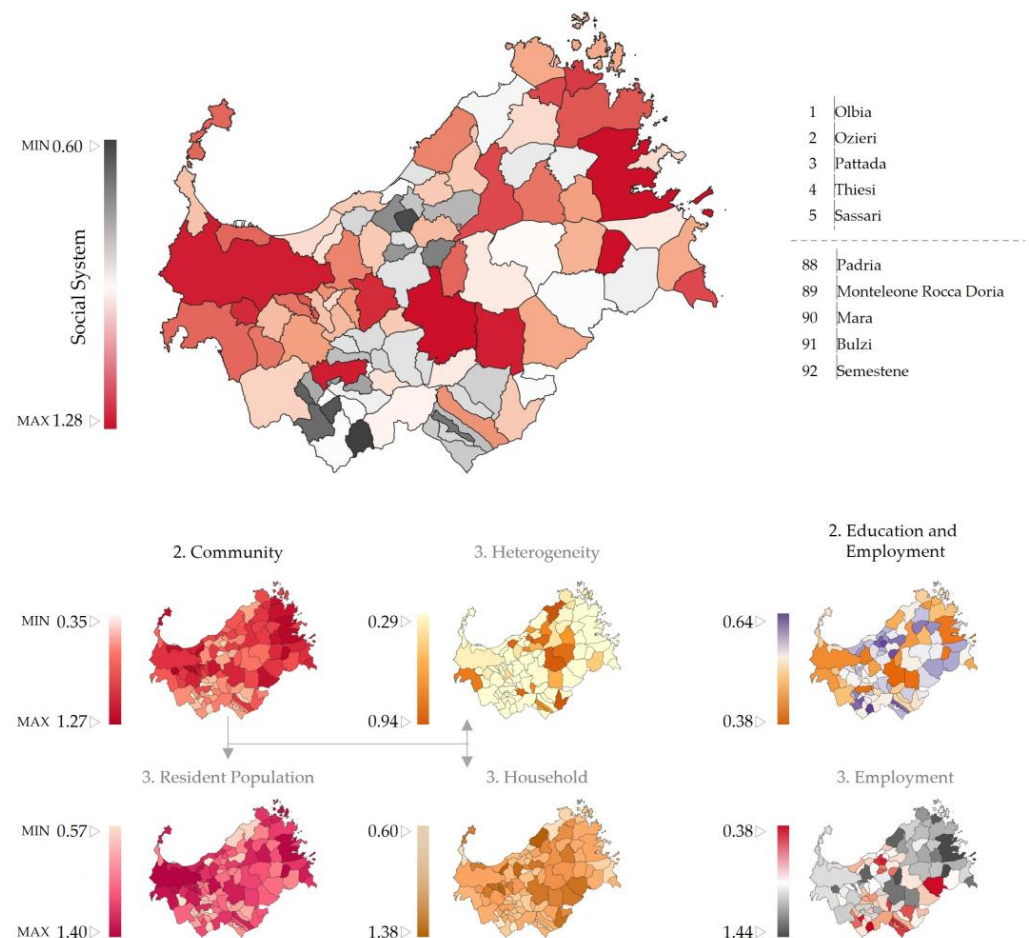 MIN 0.60
Social System
MAX 1.28
1 Olbia
2 Ozieri
3 Pattada
4 Thiesi
5 Sassari
88 Padria
89 Monteleone Rocca Doria
90 Mara
91 Bulzi
92 Semestene
2. Community
MIN 0.35
MAX 1.27
3. Heterogeneity
0.29
0.94
2. Education and
Employment
0.64
0.38
3. Resident Population
MIN 0.57
MAX 1.40
3. Household
0.60
1.38
3. Employment
0.38
1.44